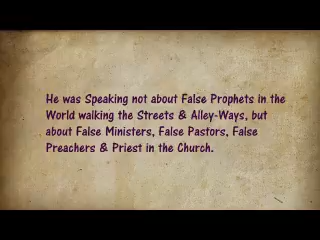 He was Speaking not about False Prophets in the
World walking the Streets & Alley-Ways, but
about False Ministers, False Pastors, False
Preachers & Priest in the Church.